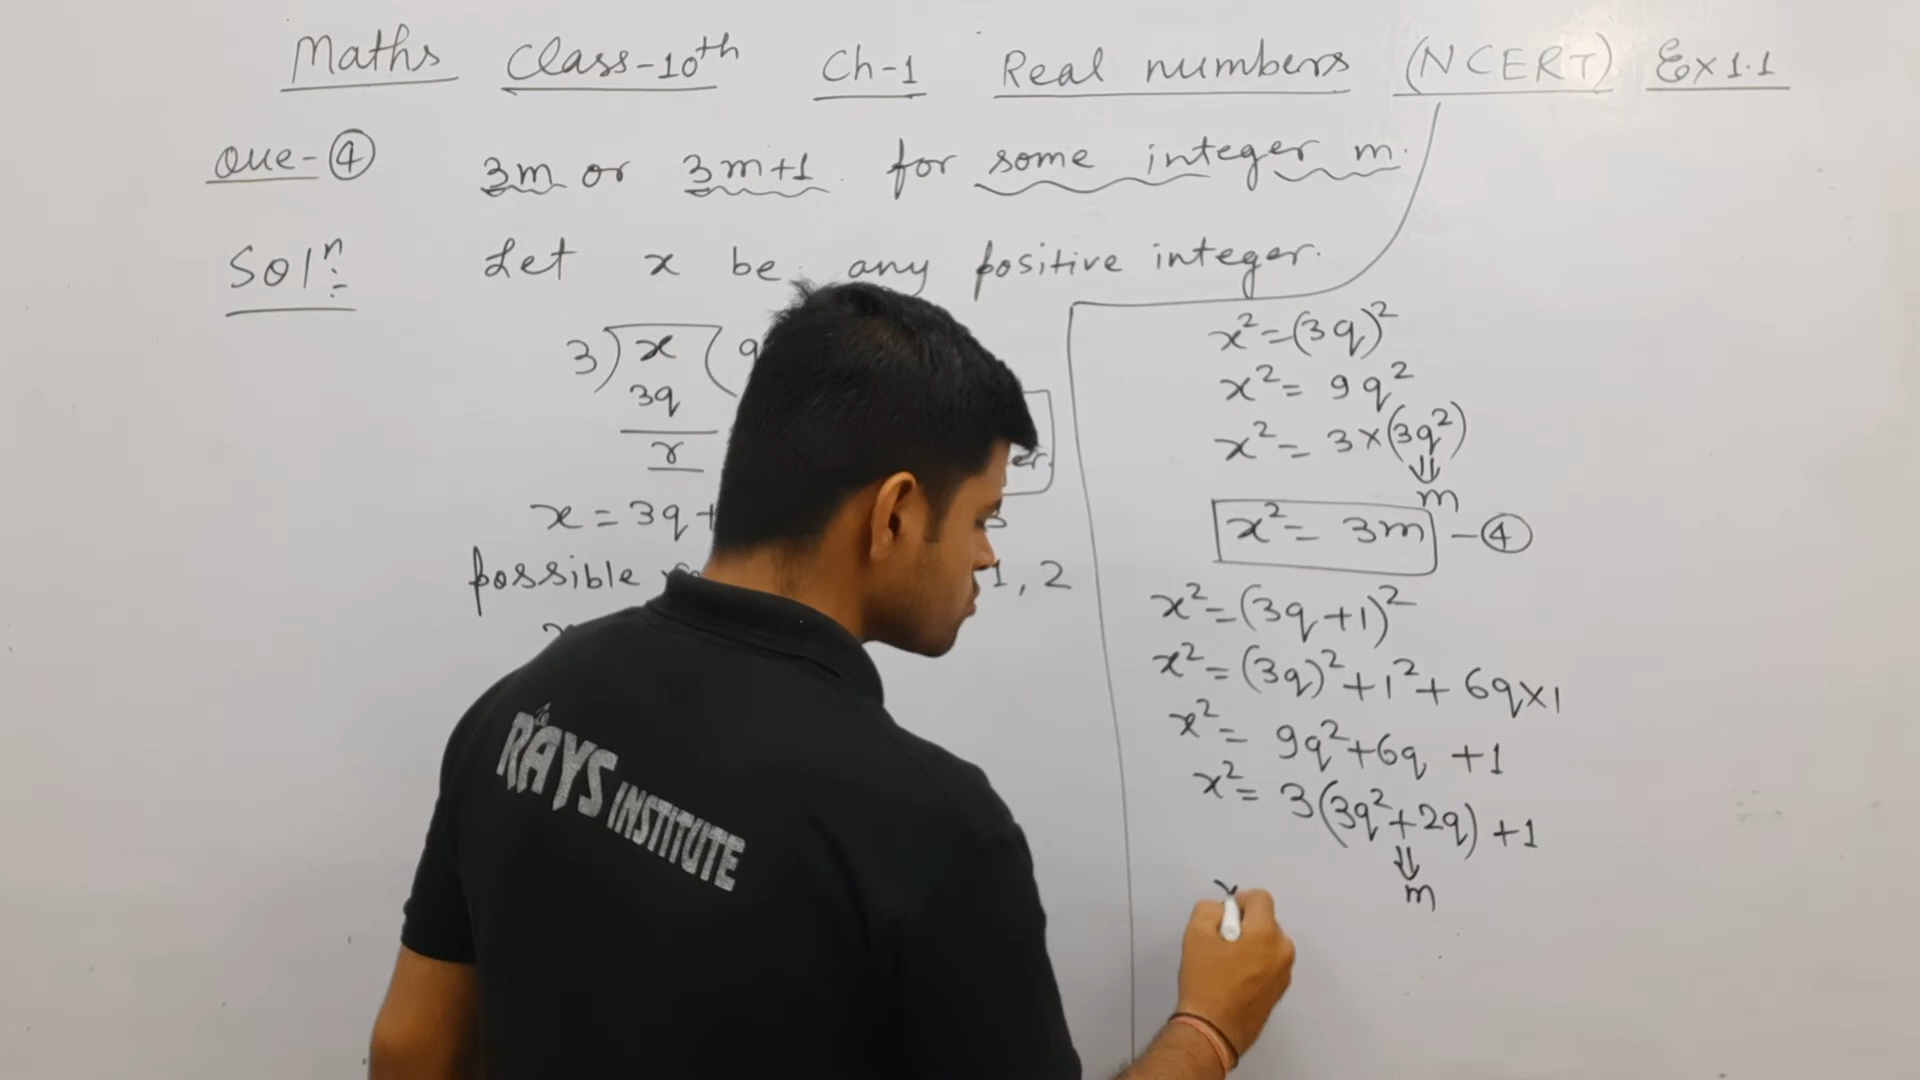 Maths Class-10th Ch-1 Real numbers (NCERT) Ex 1.1
Que-④ 3m or 3m+1 for some integer m.
Solⁿ:- Let x be any positive integer.
3) x (
3q
r
x = 3q+
possible 1, 2
x² = (3q)²
x² = 9q²
x² = 3×(3q²)
⇓
m
x² = 3m -④
x² = (3q+1)²
x² = (3q)²+1²+6q×1
x² = 9q²+6q +1
x² = 3(3q²+2q) +1
⇓
m
RAYS INSTITUTE